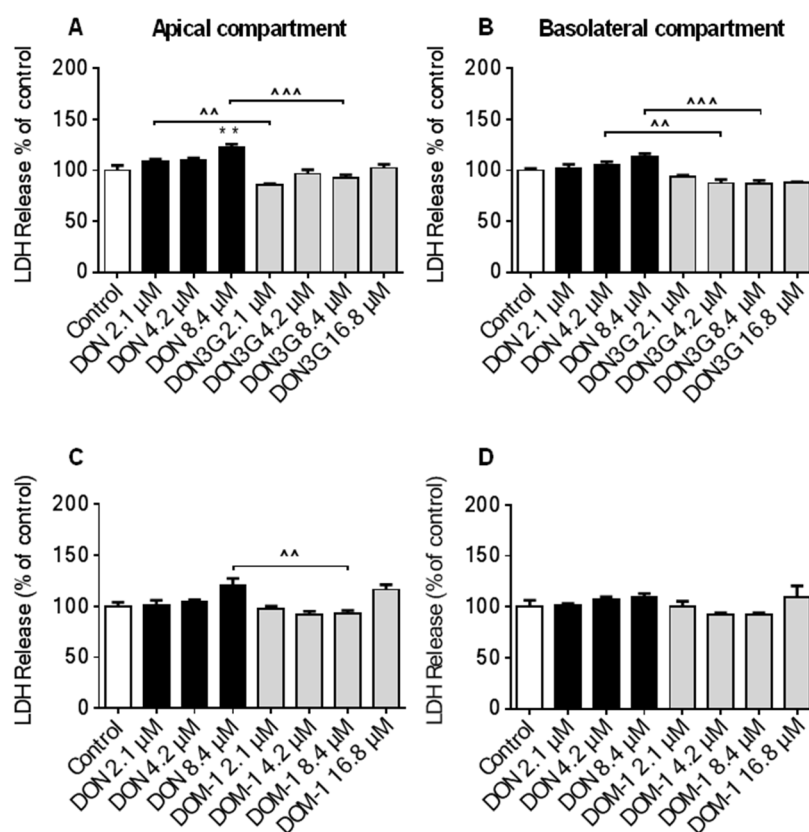 A Apical compartment
B Basolateral compartment
LDH Release % of control
200
150
100
50
0
^^
^^^
**
Control
DON 2.1 µM
DON 4.2 µM
DON 8.4 µM
DON3G 2.1 µM
DON3G 4.2 µM
DON3G 8.4 µM
DON3G 16.8 µM
LDH Release % of control
200
150
100
50
0
^^^
^^
Control
DON 2.1 µM
DON 4.2 µM
DON 8.4 µM
DON3G 2.1 µM
DON3G 4.2 µM
DON3G 8.4 µM
DON3G 16.8 µM
C
LDH Release (% of control)
200
150
100
50
0
^^
Control
DON 2.1 µM
DON 4.2 µM
DON 8.4 µM
DOM-1 2.1 µM
DOM-1 4.2 µM
DOM-1 8.4 µM
DOM-1 16.8 µM
D
LDH Release (% of control)
200
150
100
50
0
Control
DON 2.1 µM
DON 4.2 µM
DON 8.4 µM
DOM-1 2.1 µM
DOM-1 4.2 µM
DOM-1 8.4 µM
DOM-1 16.8 µM